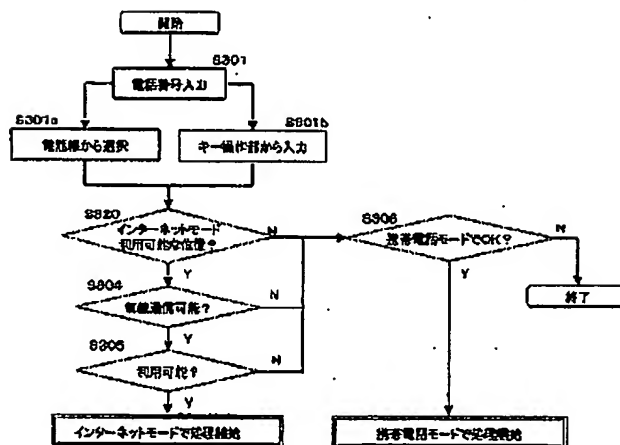 開始
S301
電話番号入力
S301a
S301b
電話帳から選択
キー操作部から入力
S320
インターネットモード
利用可能な位置?
N
S306
携帯電話モードでOK?
N
Y
Y
S304
無線通信可能?
N
終了
Y
S305
利用可能?
N
Y
インターネットモードで処理開始
携帯電話モードで処理開始